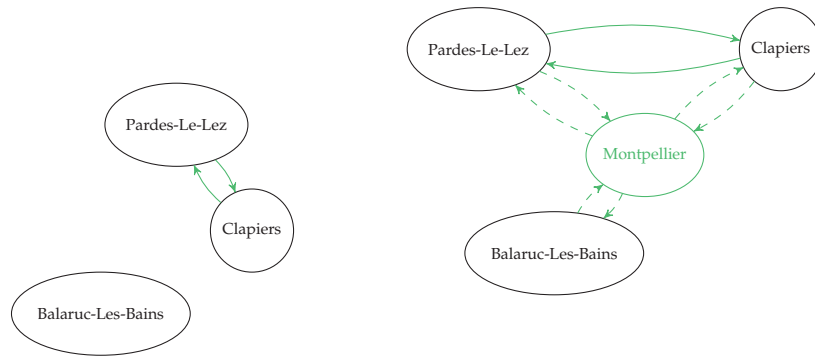 Pardes-Le-Lez
Clapiers
Balaruc-Les-Bains
Pardes-Le-Lez
Clapiers
Montpellier
Balaruc-Les-Bains